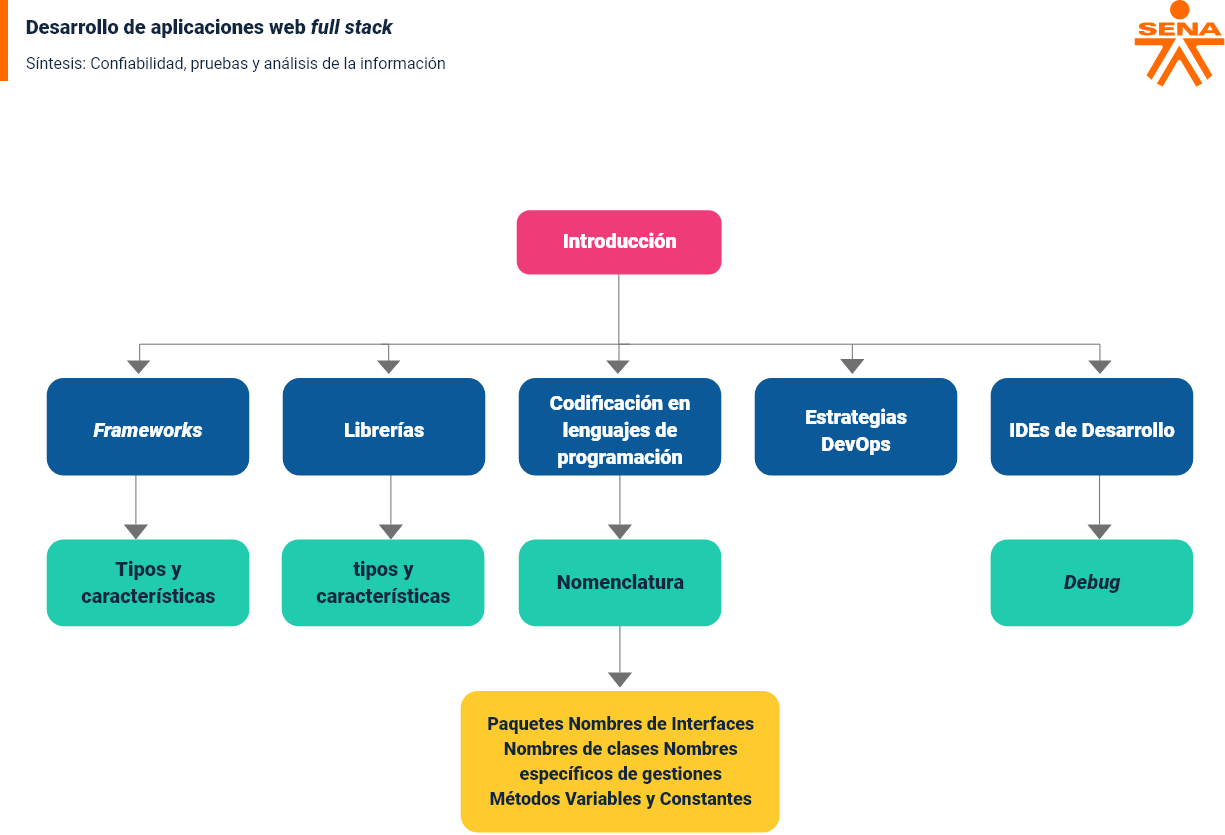 Desarrollo de aplicaciones web full stack
Síntesis: Confiabilidad, pruebas y análisis de la información
SENA
Introducción
Frameworks
Librerías
Codificación en
lenguajes de
programación
Estrategias
DevOps
IDEs de Desarrollo
Tipos y
características
tipos y
características
Nomenclatura
Debug
Paquetes Nombres de Interfaces
Nombres de clases Nombres
específicos de gestiones
Métodos Variables y Constantes